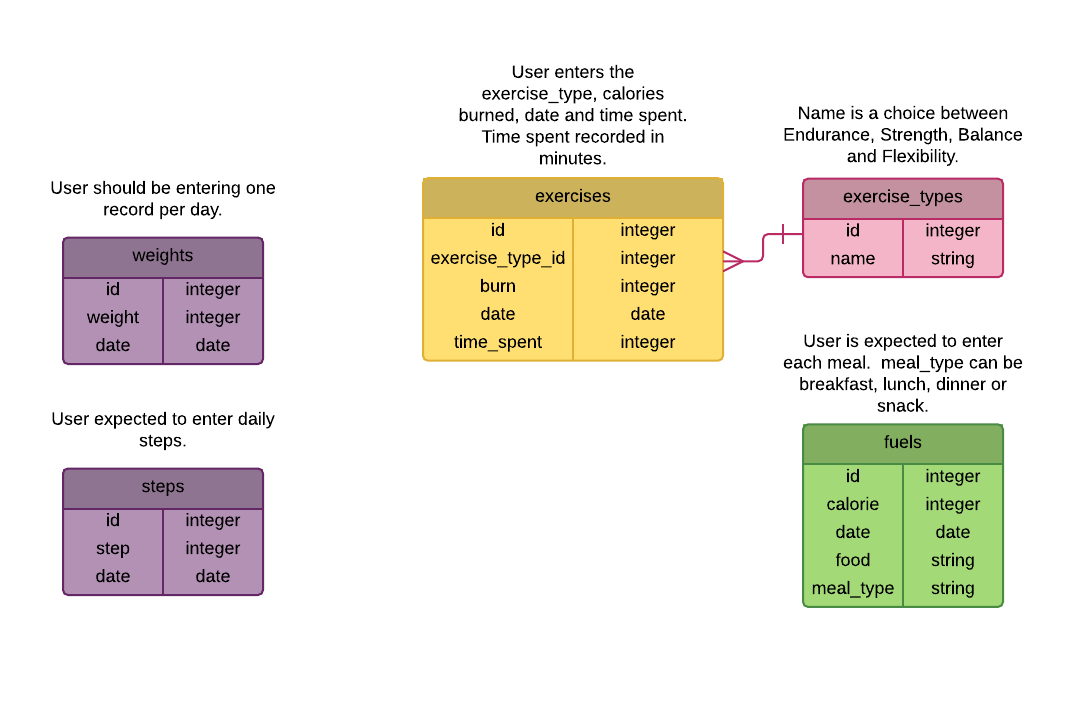 User should be entering one
record per day.
weights
id integer
weight integer
date date
User expected to enter daily
steps.
steps
id integer
step integer
date date
User enters the
exercise_type, calories
burned, date and time spent.
Time spent recorded in
minutes.
exercises
id integer
exercise_type_id integer
burn integer
date date
time_spent integer
Name is a choice between
Endurance, Strength, Balance
and Flexibility.
exercise_types
id integer
name string
User is expected to enter
each meal.  meal_type can be
breakfast, lunch, dinner or
snack.
fuels
id integer
calorie integer
date date
food string
meal_type string